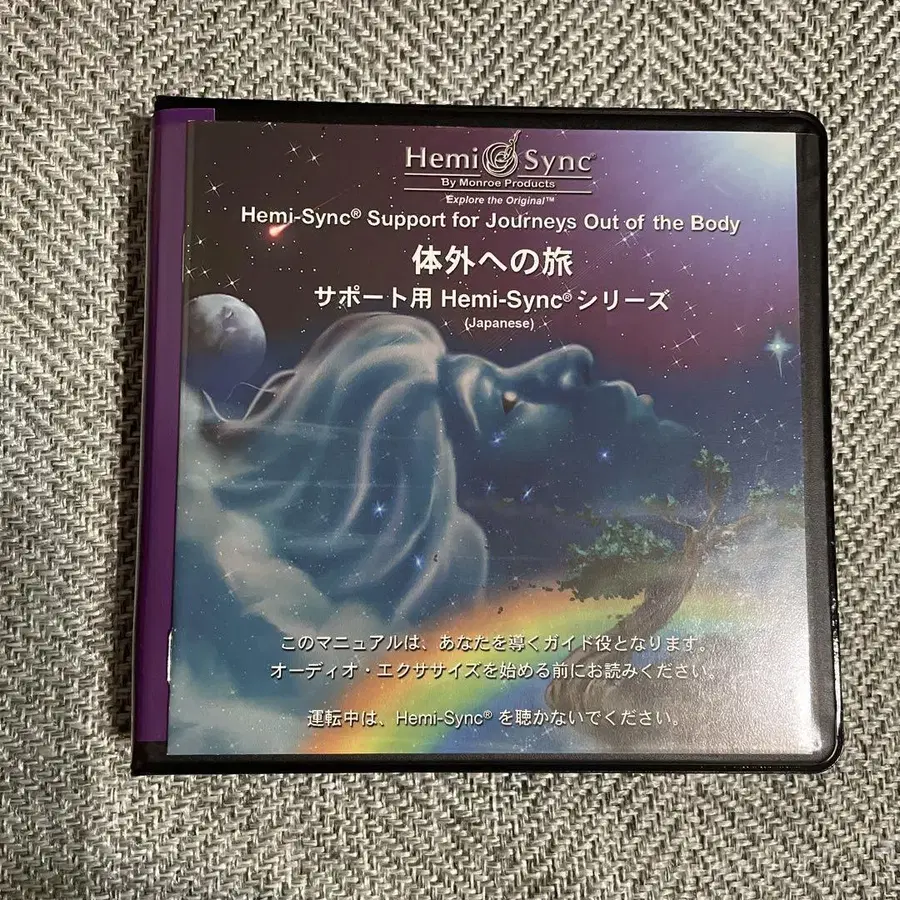 Hemi Sync®
By Monroe Products
Explore the Original™
Hemi-Sync® Support for Journeys Out of the Body
体外への旅
サポート用 Hemi-Sync® シリーズ
(Japanese)
このマニュアルは、あなたを導くガイド役となります。
オーディオ・エクササイズを始める前にお読みください。
運転中は、Hemi-Sync® を聴かないでください。